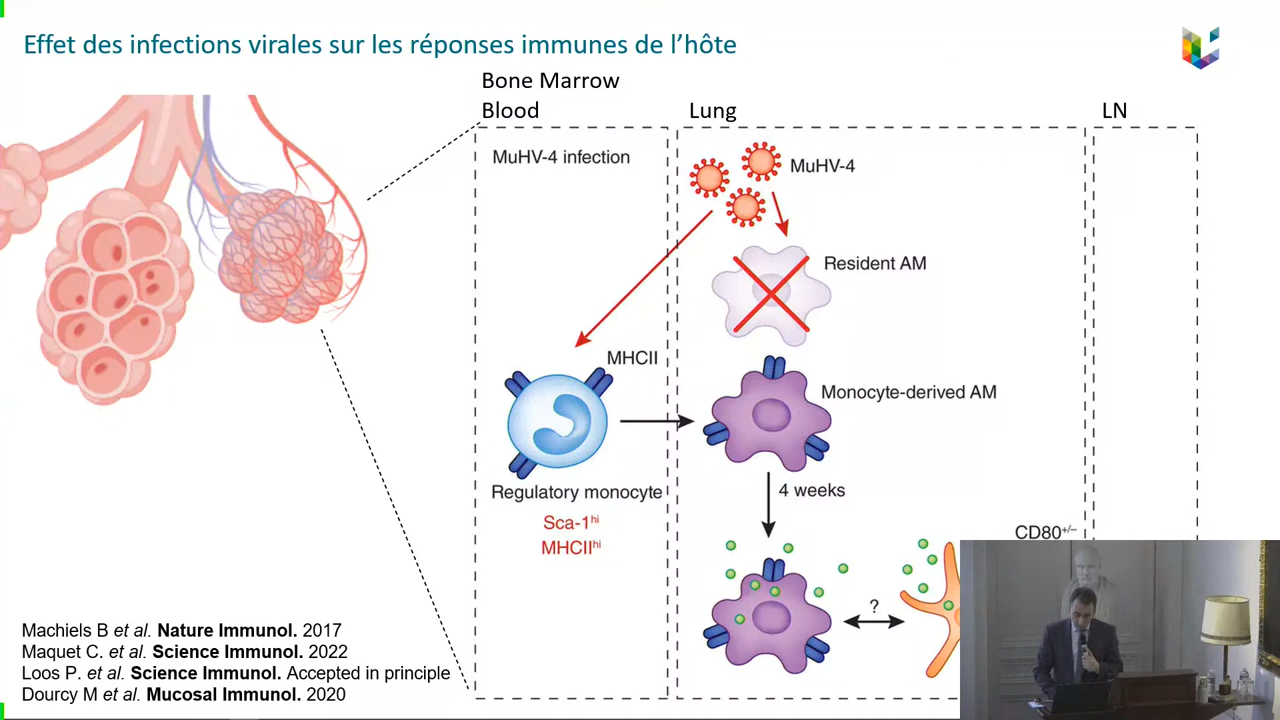 Effet des infections virales sur les réponses immunes de l’hôte
Bone Marrow
Blood
Lung
LN
MuHV-4 infection
MuHV-4
Resident AM
MHCII
Monocyte-derived AM
Regulatory monocyte
Sca-1hi
MHCIIhi
4 weeks
CD80+/–
?
Machiels B et al. Nature Immunol. 2017
Maquet C. et al. Science Immunol. 2022
Loos P. et al. Science Immunol. Accepted in principle
Dourcy M et al. Mucosal Immunol. 2020